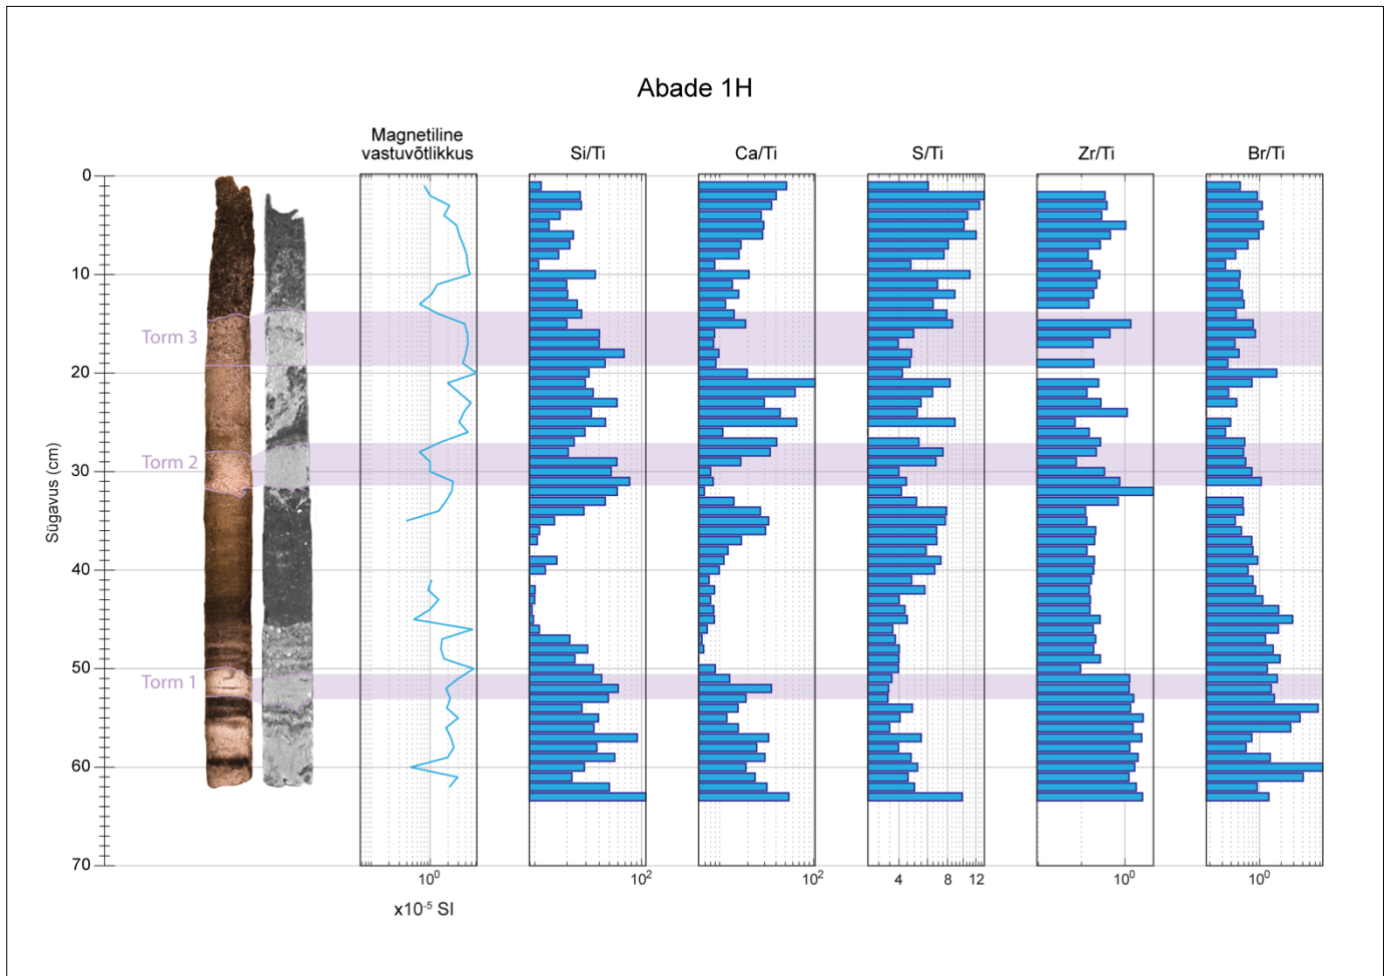 Abade 1H
Magnetiline
vastuvõtlikkus
Si/Ti
Ca/Ti
S/Ti
Zr/Ti
Br/Ti
0
10
Torm 3
20
Torm 2
30
Sügavus (cm)
40
50
Torm 1
60
70
10⁰
10²
10²
4 8 12
10⁰
10⁰
x10⁻⁵ SI